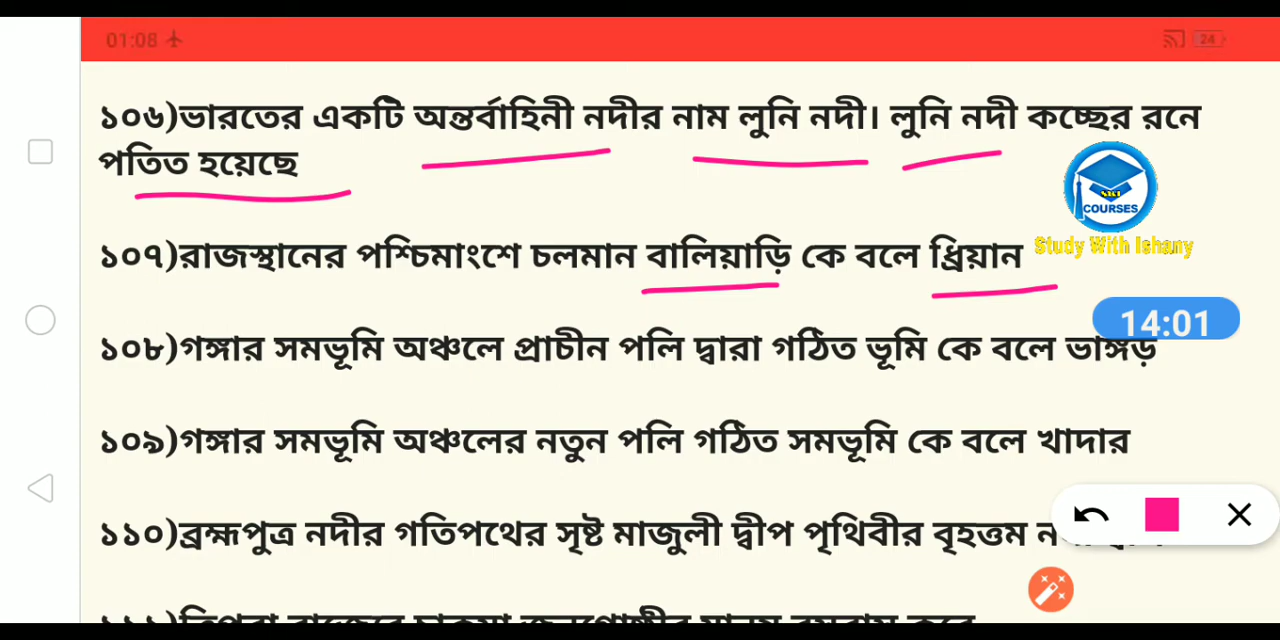 01:08
24
১০৬)ভারতের একটি অন্তর্বাহিনী নদীর নাম লুনি নদী। লুনি নদী কচ্ছের রনে
পতিত হয়েছে
COURSES
Study With Ishany
১০৭)রাজস্থানের পশ্চিমাংশে চলমান বালিয়াড়ি কে বলে ধ্রিয়ান
14:01
১০৮)গঙ্গার সমভূমি অঞ্চলে প্রাচীন পলি দ্বারা গঠিত ভূমি কে বলে ভাঙ্গড়
১০৯)গঙ্গার সমভূমি অঞ্চলের নতুন পলি গঠিত সমভূমি কে বলে খাদার
১১০)ব্রহ্মপুত্র নদীর গতিপথের সৃষ্ট মাজুলী দ্বীপ পৃথিবীর বৃহত্তম